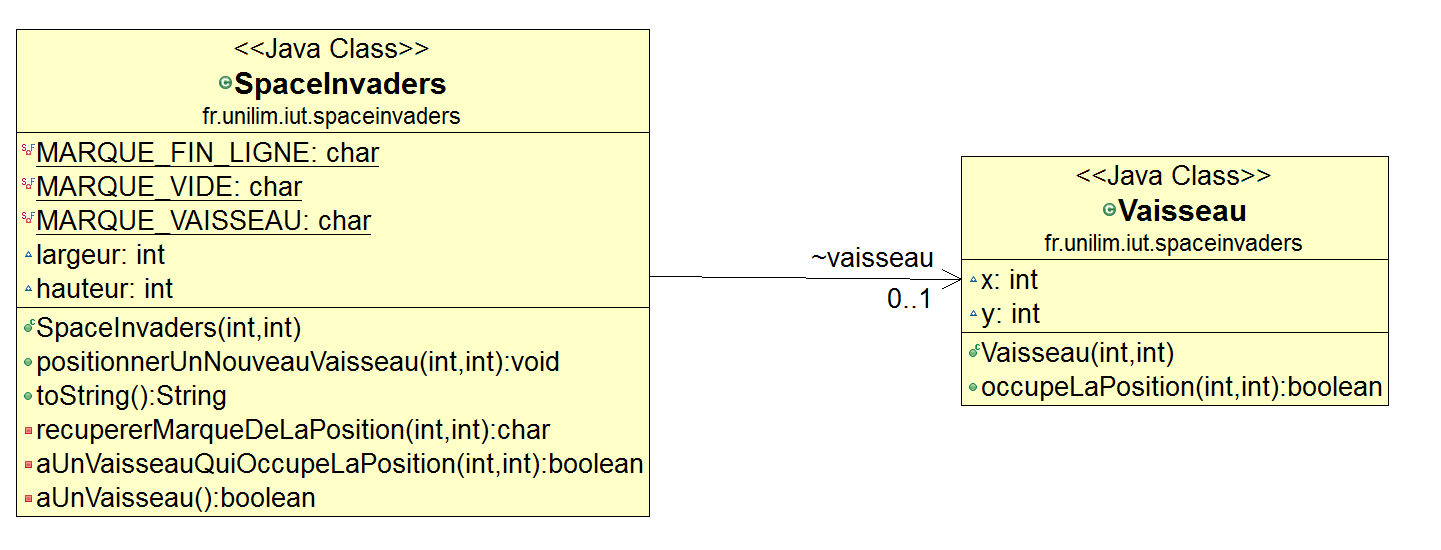 <<Java Class>>
SpaceInvaders
fr.unilim.iut.spaceinvaders
MARQUE_FIN_LIGNE: char
MARQUE_VIDE: char
MARQUE_VAISSEAU: char
largeur: int
hauteur: int
SpaceInvaders(int,int)
positionnerUnNouveauVaisseau(int,int):void
toString():String
recupererMarqueDeLaPosition(int,int):char
aUnVaisseauQuiOccupeLaPosition(int,int):boolean
aUnVaisseau():boolean
~vaisseau
0..1
<<Java Class>>
Vaisseau
fr.unilim.iut.spaceinvaders
x: int
y: int
Vaisseau(int,int)
occupeLaPosition(int,int):boolean